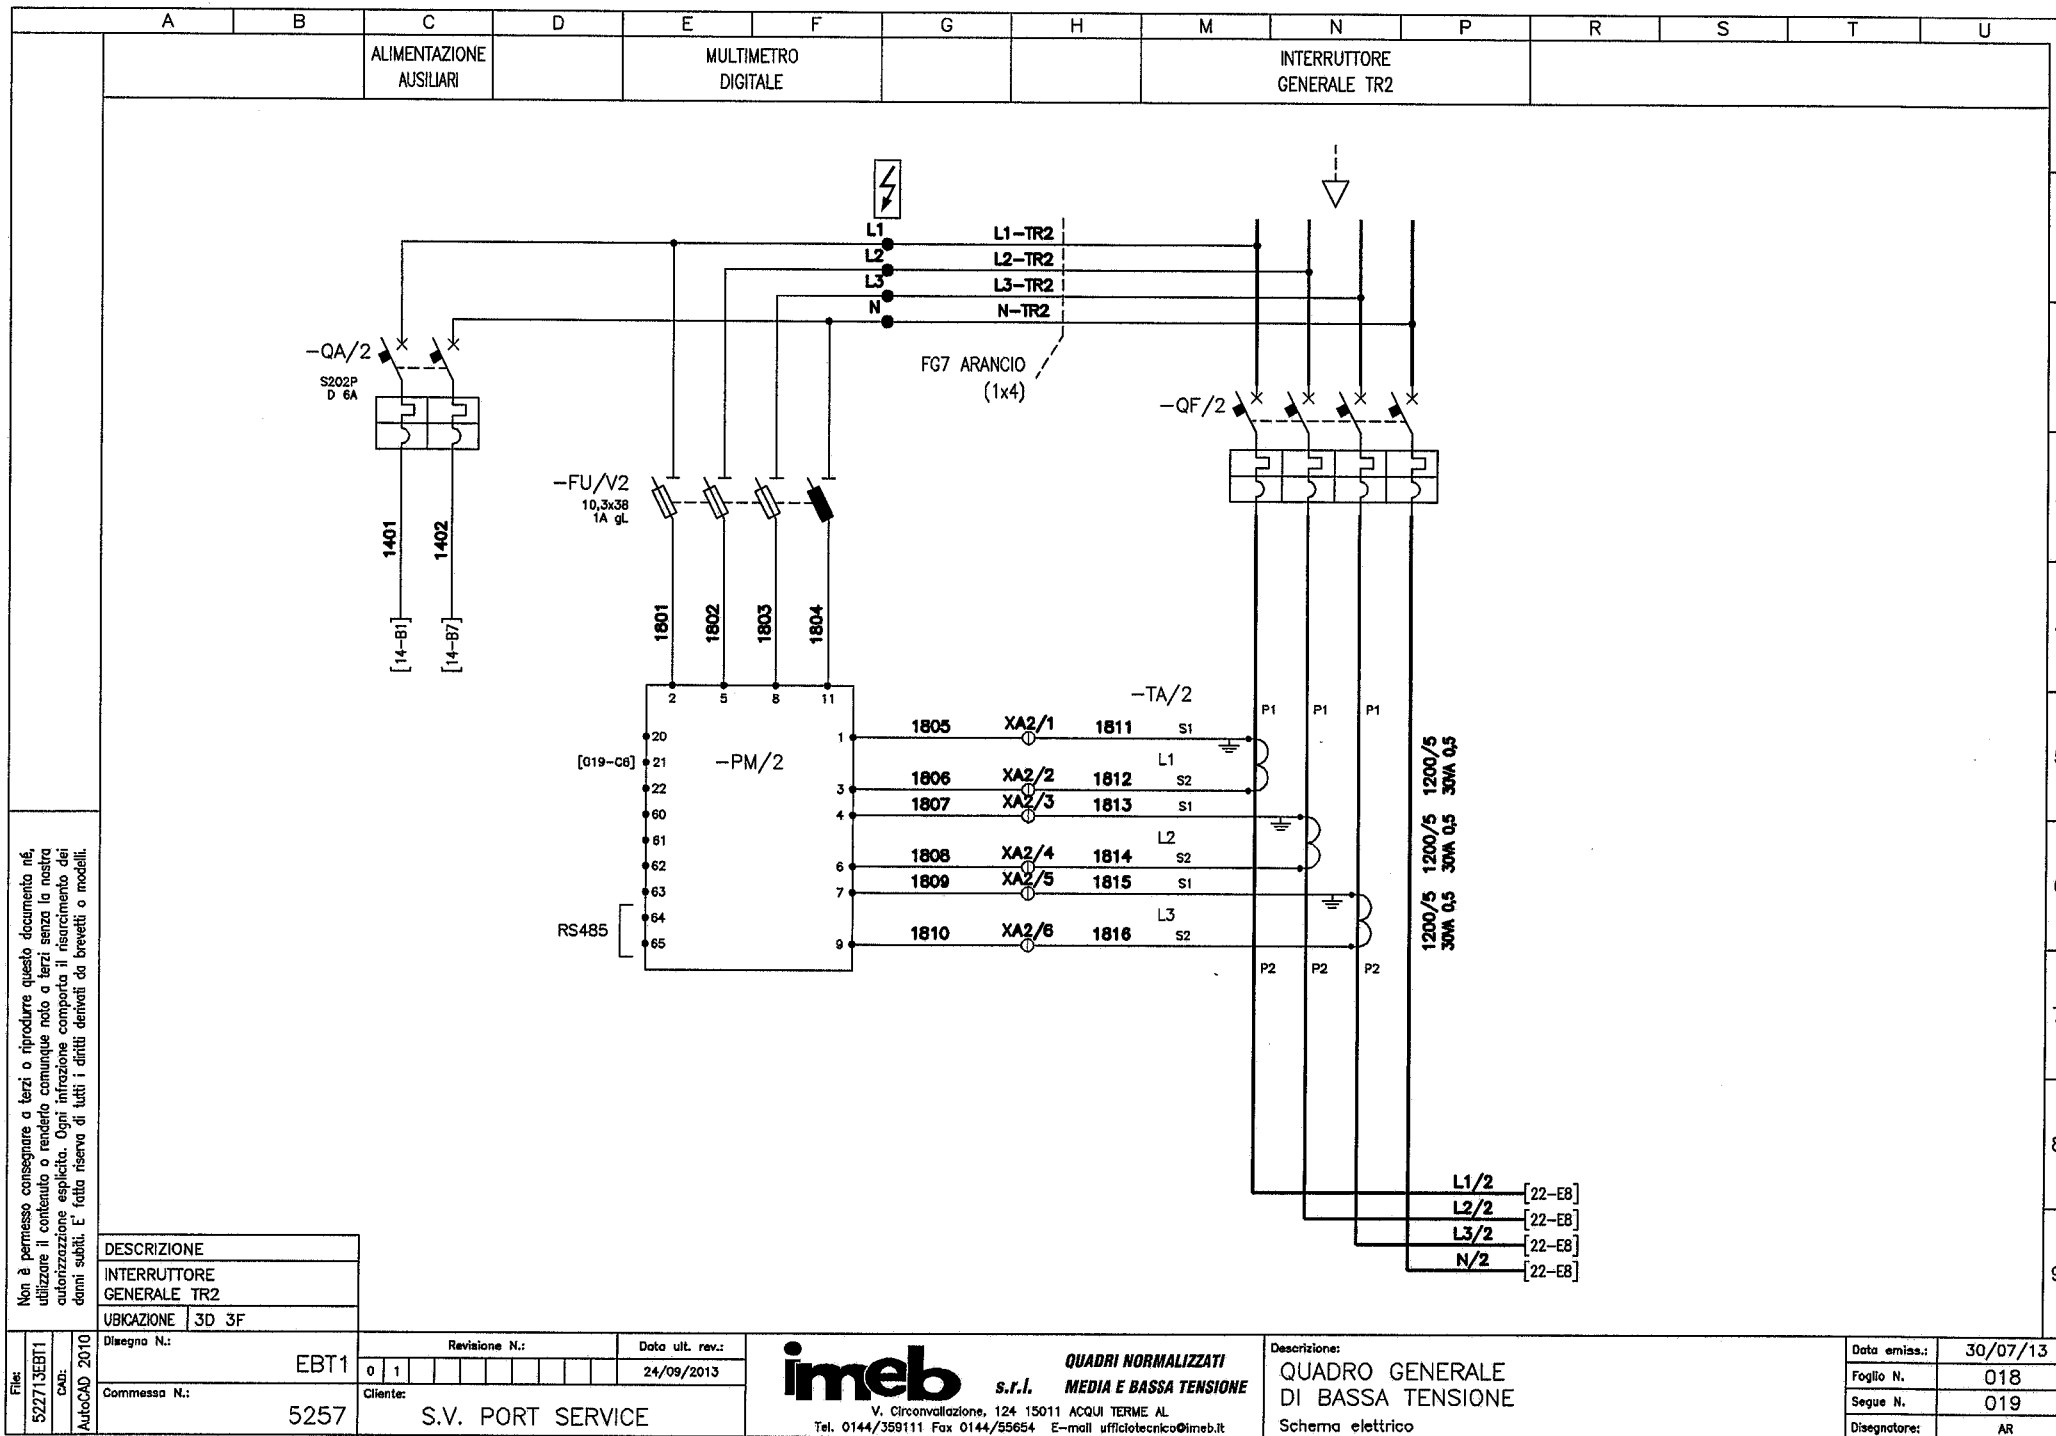 A B C D E F G H M N P R S T U
ALIMENTAZIONE
AUSILIARI
MULTIMETRO
DIGITALE
INTERRUTTORE
GENERALE TR2
L1 L1-TR2
L2 L2-TR2
L3 L3-TR2
N N-TR2
FG7 ARANCIO
(1x4)
-QA/2
S202P
D 6A
-QF/2
-FU/V2
10,3x38
1A gL
1401 1402
[14-B1] [14-B7]
1801 1802 1803 1804
2 5 8 11
-TA/2
P1 P1 P1
20
[019-C6] 21
22
60
61
62
63
64
65
RS485
-PM/2
1 1805 XA2/1 1811 S1
L1
3 1806 XA2/2 1812 S2
4 1807 XA2/3 1813 S1
L2
6 1808 XA2/4 1814 S2
7 1809 XA2/5 1815 S1
L3
9 1810 XA2/6 1816 S2
1200/5
30VA 0,5
1200/5
30VA 0,5
1200/5
30VA 0,5
P2 P2 P2
L1/2 [22-E8]
L2/2 [22-E8]
L3/2 [22-E8]
N/2 [22-E8]
8
Non è permesso consegnare a terzi o riprodurre questo documento né,
utilizzare il contenuto o renderlo comunque noto a terzi senza la nostra
autorizzazzione esplicita. Ogni infrazione comporta il risarcimento dei
danni subiti. E' fatta riserva di tutti i diritti derivati da brevetti o modelli.
DESCRIZIONE
INTERRUTTORE
GENERALE TR2
UBICAZIONE 3D 3F
File:
522713EBT1
CAD:
AutoCAD 2010
Disegno N.:
EBT1
Commessa N.:
5257
Revisione N.:
0 1
Data ult. rev.:
24/09/2013
Cliente:
S.V. PORT SERVICE
imeb s.r.l.
QUADRI NORMALIZZATI
MEDIA E BASSA TENSIONE
V. Circonvallazione, 124 15011 ACQUI TERME AL
Tel. 0144/359111 Fax 0144/55654 E-mail ufficiotecnico@imeb.it
Descrizione:
QUADRO GENERALE
DI BASSA TENSIONE
Schema elettrico
Data emiss.: 30/07/13
Foglio N. 018
Segue N. 019
Disegnatore: AR